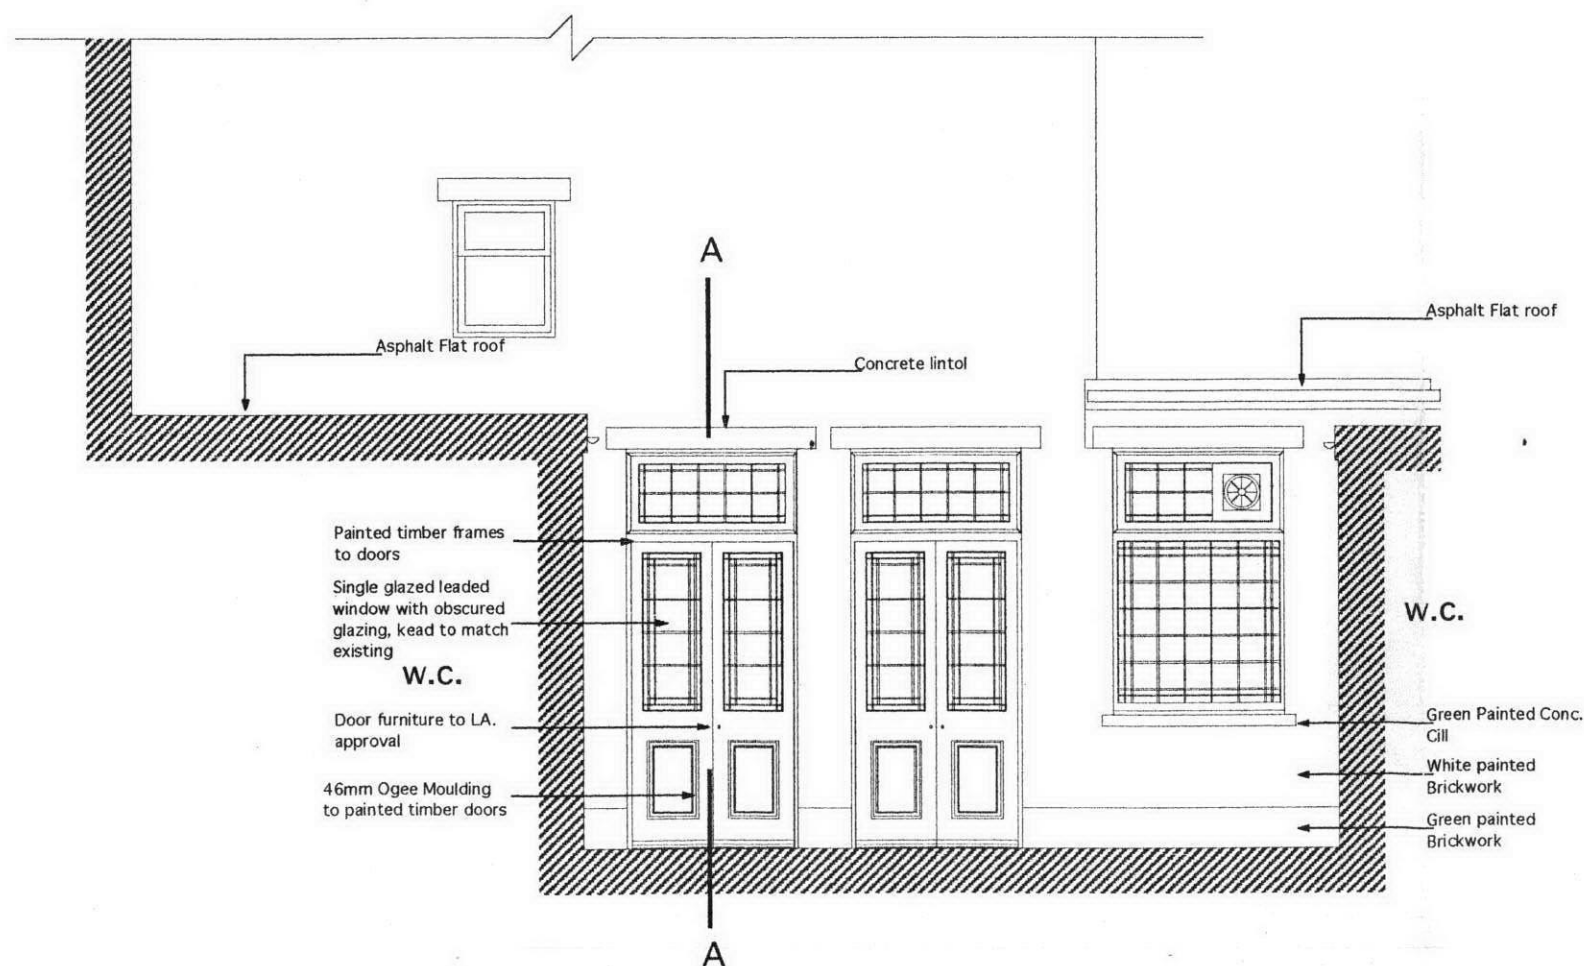 A
Asphalt Flat roof
Asphalt Flat roof
Concrete lintol
Painted timber frames
to doors
Single glazed leaded
window with obscured
glazing, kead to match
existing
W.C.
W.C.
Door furniture to LA.
approval
Green Painted Conc.
Cill
White painted
Brickwork
46mm Ogee Moulding
to painted timber doors
Green painted
Brickwork
A